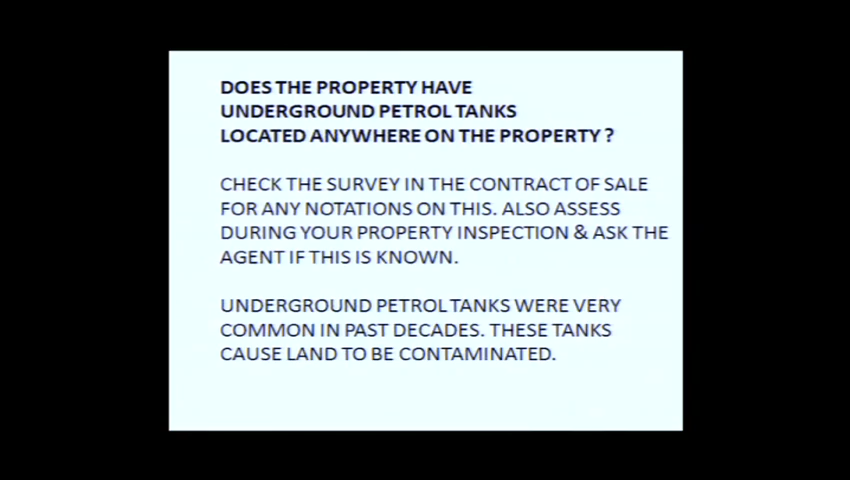 DOES THE PROPERTY HAVE
UNDERGROUND PETROL TANKS
LOCATED ANYWHERE ON THE PROPERTY ?
CHECK THE SURVEY IN THE CONTRACT OF SALE
FOR ANY NOTATIONS ON THIS. ALSO ASSESS
DURING YOUR PROPERTY INSPECTION & ASK THE
AGENT IF THIS IS KNOWN.
UNDERGROUND PETROL TANKS WERE VERY
COMMON IN PAST DECADES. THESE TANKS
CAUSE LAND TO BE CONTAMINATED.